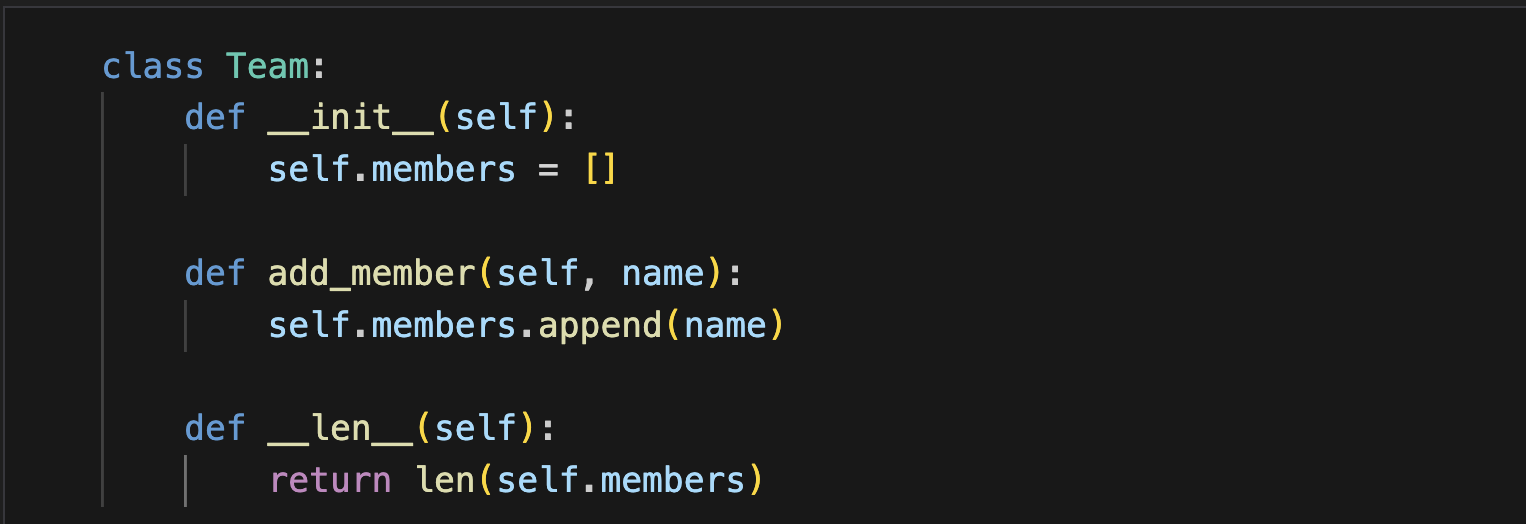 class Team:
    def __init__(self):
        self.members = []

    def add_member(self, name):
        self.members.append(name)

    def __len__(self):
        return len(self.members)